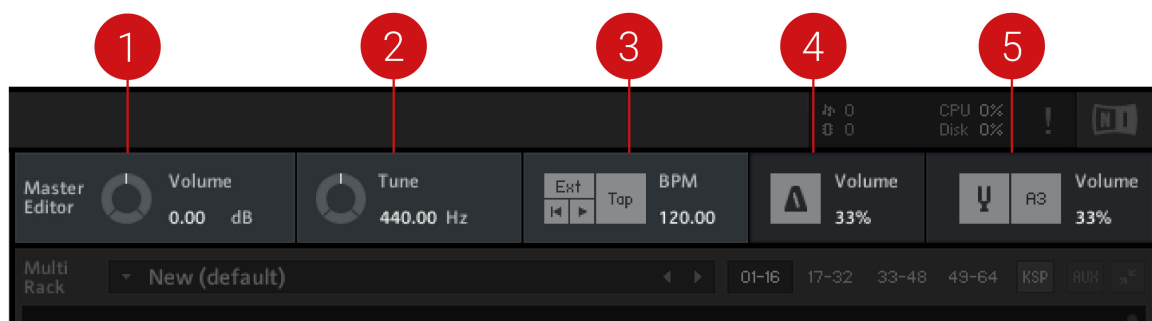 1 2 3 4 5
0 CPU 0%
0 Disk 0% ! NI
Master Editor Volume 0.00 dB
Tune 440.00 Hz
Ext Tap BPM 120.00
Volume 33%
A3 Volume 33%
Multi Rack New (default) 01-16 17-32 33-48 49-64 KSP AUX